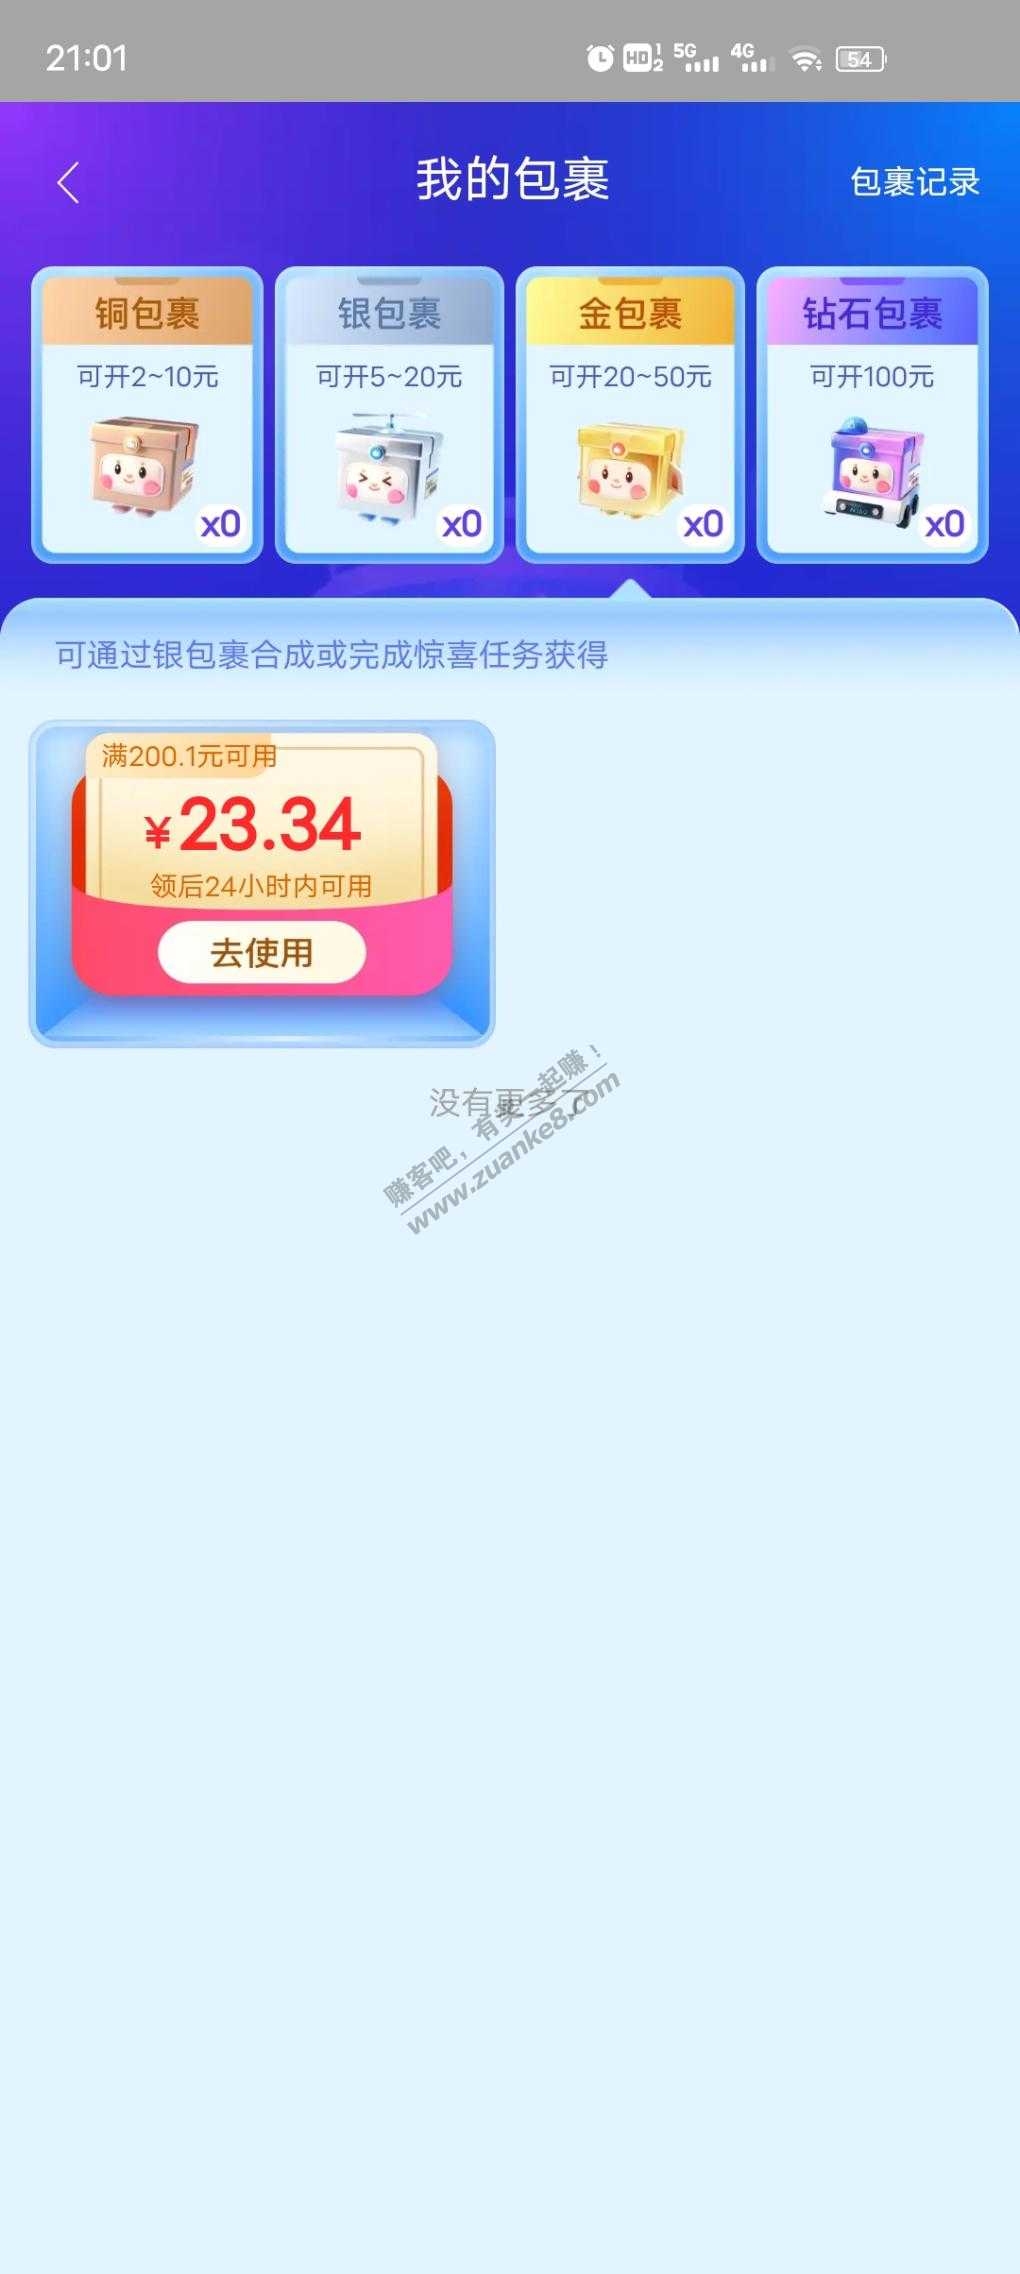 21:01
HD 1 2 5G 4G 54
我的包裹
包裹记录
铜包裹
银包裹
金包裹
钻石包裹
可开2~10元
可开5~20元
可开20~50元
可开100元
x0
x0
x0
x0
可通过银包裹合成或完成惊喜任务获得
满200.1元可用
¥23.34
领后24小时内可用
去使用
没有更多了
赚客吧，有奖一起赚！
www.zuanke8.com